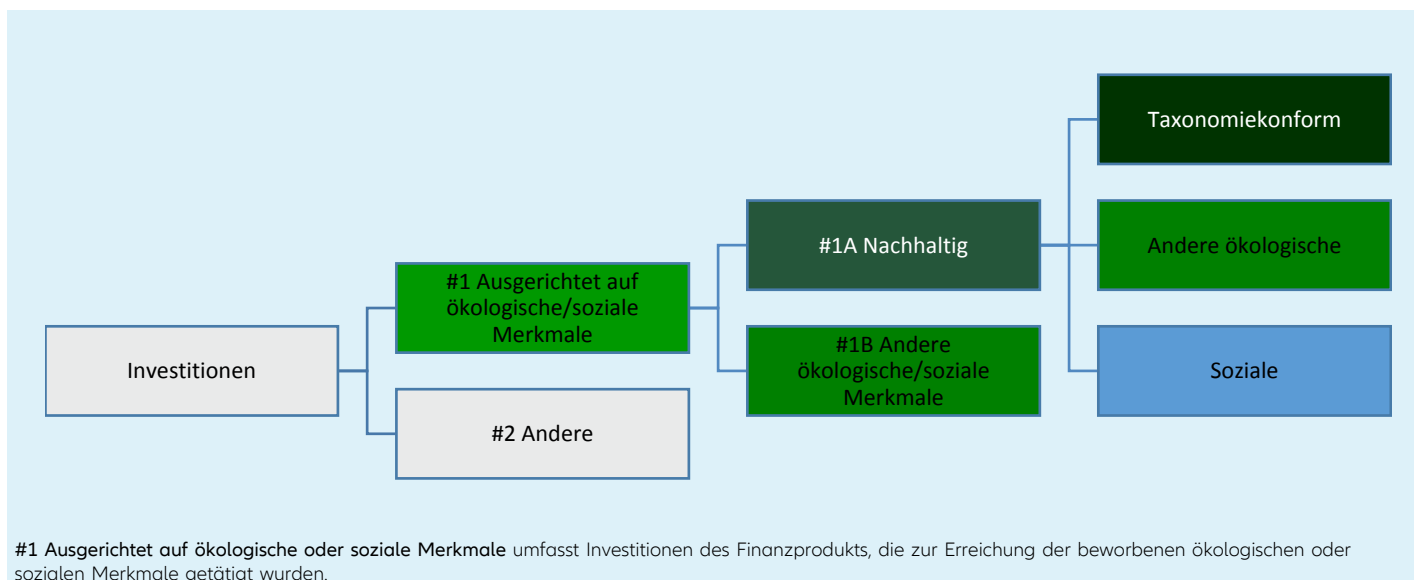 Taxonomiekonform
#1A Nachhaltig
Andere ökologische
#1 Ausgerichtet auf
ökologische/soziale
Merkmale
#1B Andere
ökologische/soziale
Merkmale
Investitionen
Soziale
#2 Andere
#1 Ausgerichtet auf ökologische oder soziale Merkmale umfasst Investitionen des Finanzprodukts, die zur Erreichung der beworbenen ökologischen oder
sozialen Merkmale getätigt wurden.